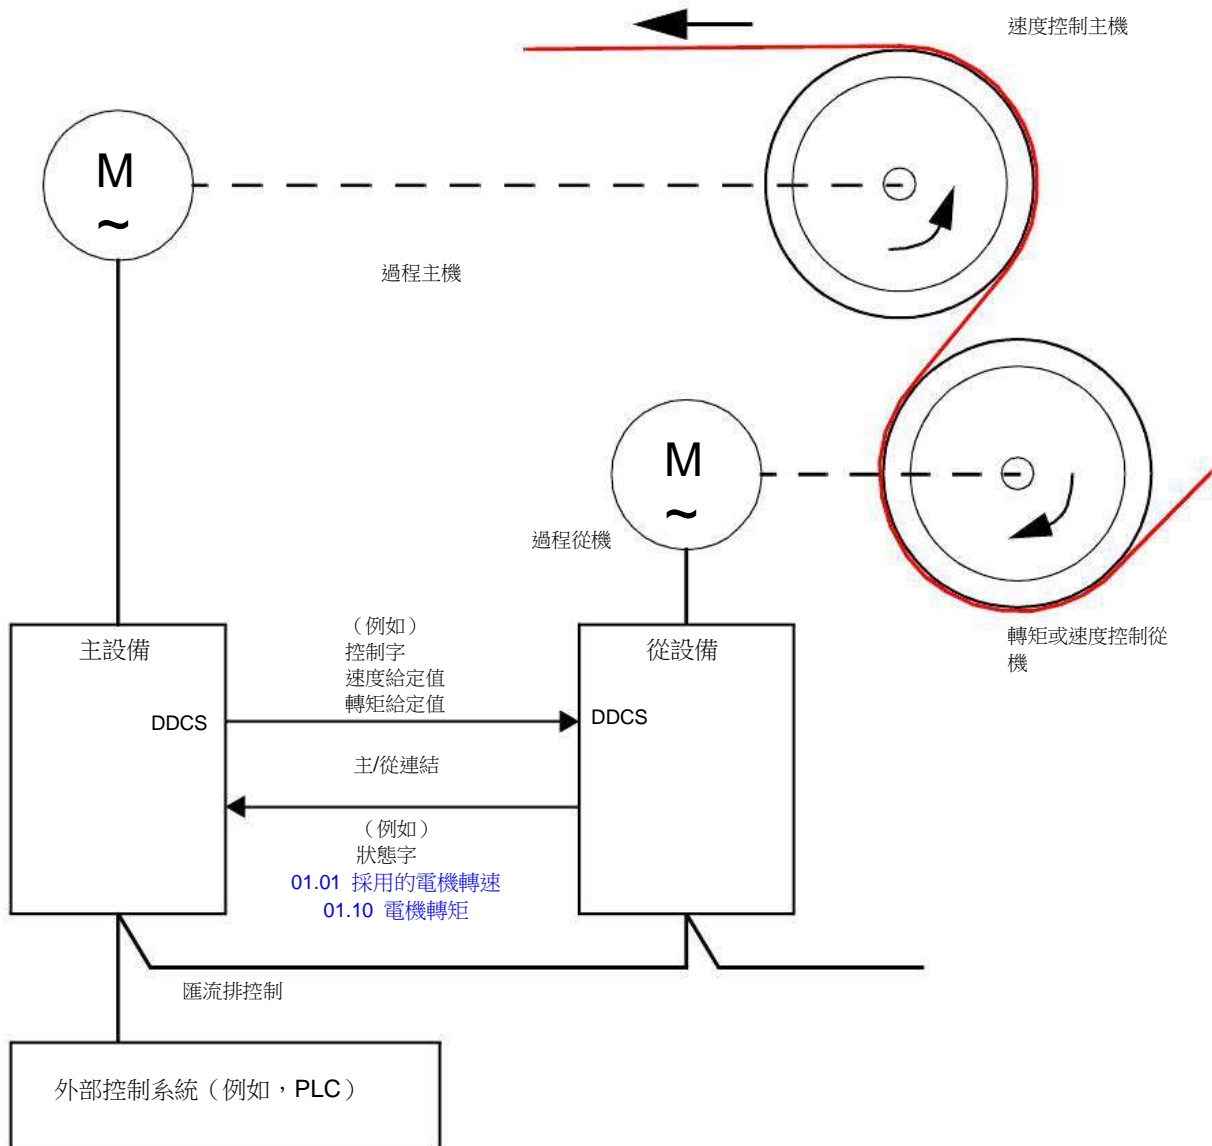 速度控制主機
M
~
過程主機
M
~
過程從機
轉矩或速度控制從
機
主設備
DDCS
（例如）
控制字
速度給定值
轉矩給定值
從設備
DDCS
主/從連結
（例如）
狀態字
01.01 採用的電機轉速
01.10 電機轉矩
匯流排控制
外部控制系統（例如，PLC）